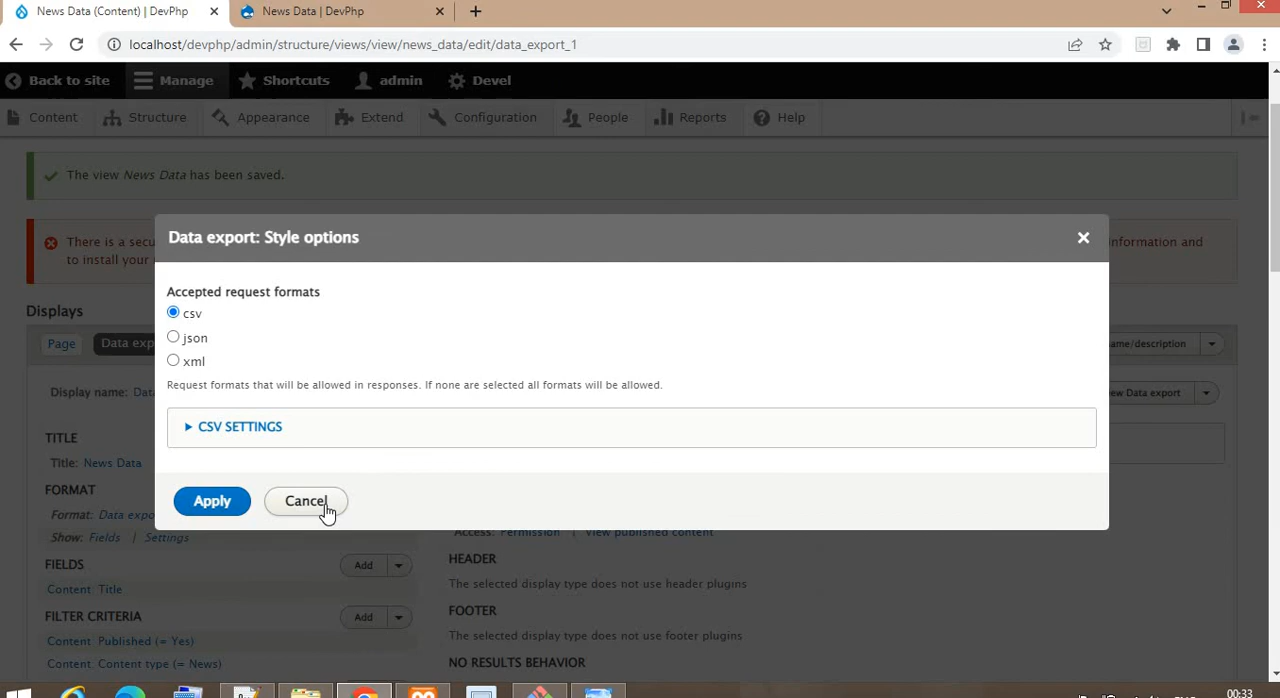 News Data (Content) | DevPhp
News Data | DevPhp
localhost/devphp/admin/structure/views/view/news_data/edit/data_export_1
Back to site
Manage
Shortcuts
admin
Devel
Content
Structure
Appearance
Extend
Configuration
People
Reports
Help
The view News Data has been saved.
There is a secu
information and
to install your
Data export: Style options
Accepted request formats
csv
json
xml
Request formats that will be allowed in responses. If none are selected all formats will be allowed.
CSV SETTINGS
Apply
Cancel
Displays
Page
Data exp
ame/description
Display name: Dat
ew Data export
TITLE
Title: News Data
FORMAT
Format: Data expo
Show: Fields | Settings
Access: Permission | View published content
FIELDS
Add
Content: Title
FILTER CRITERIA
Add
Content: Published (= Yes)
Content: Content type (= News)
HEADER
The selected display type does not use header plugins
FOOTER
The selected display type does not use footer plugins
NO RESULTS BEHAVIOR
00:33